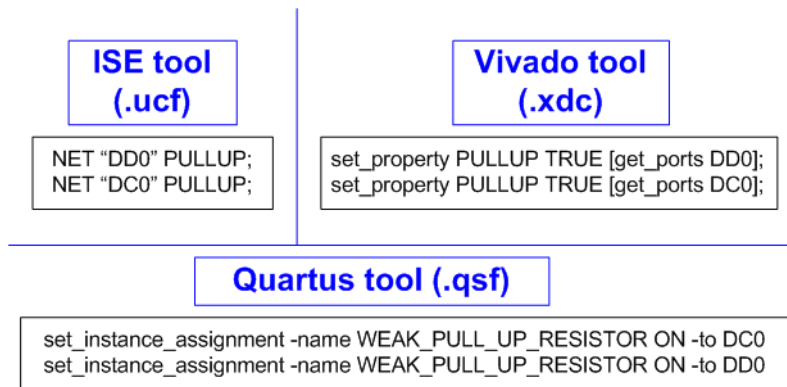 ISE tool
(.ucf)
NET “DD0” PULLUP;
NET “DC0” PULLUP;
Vivado tool
(.xdc)
set_property PULLUP TRUE [get_ports DD0];
set_property PULLUP TRUE [get_ports DC0];
Quartus tool (.qsf)
set_instance_assignment -name WEAK_PULL_UP_RESISTOR ON -to DC0
set_instance_assignment -name WEAK_PULL_UP_RESISTOR ON -to DD0